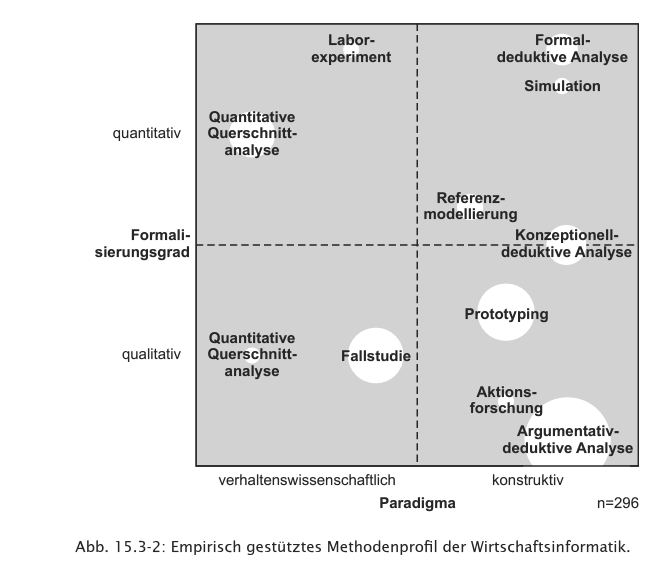 Labor-
experiment
Formal-
deduktive Analyse
Simulation
Quantitative
Querschnitt-
analyse
quantitativ
Referenz-
modellierung
Formali-
sierungsgrad
Konzeptionell-
deduktive Analyse
Prototyping
Quantitative
Querschnitt-
analyse
qualitativ
Fallstudie
Aktions-
forschung
Argumentativ-
deduktive Analyse
verhaltenswissenschaftlich
konstruktiv
Paradigma
n=296
Abb. 15.3-2: Empirisch gestütztes Methodenprofil der Wirtschaftsinformatik.